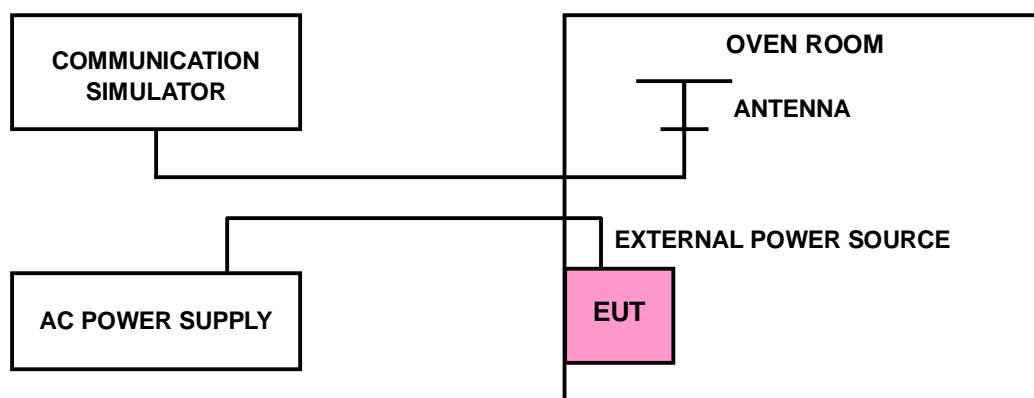 COMMUNICATION
SIMULATOR
OVEN ROOM
ANTENNA
EXTERNAL POWER SOURCE
AC POWER SUPPLY
EUT